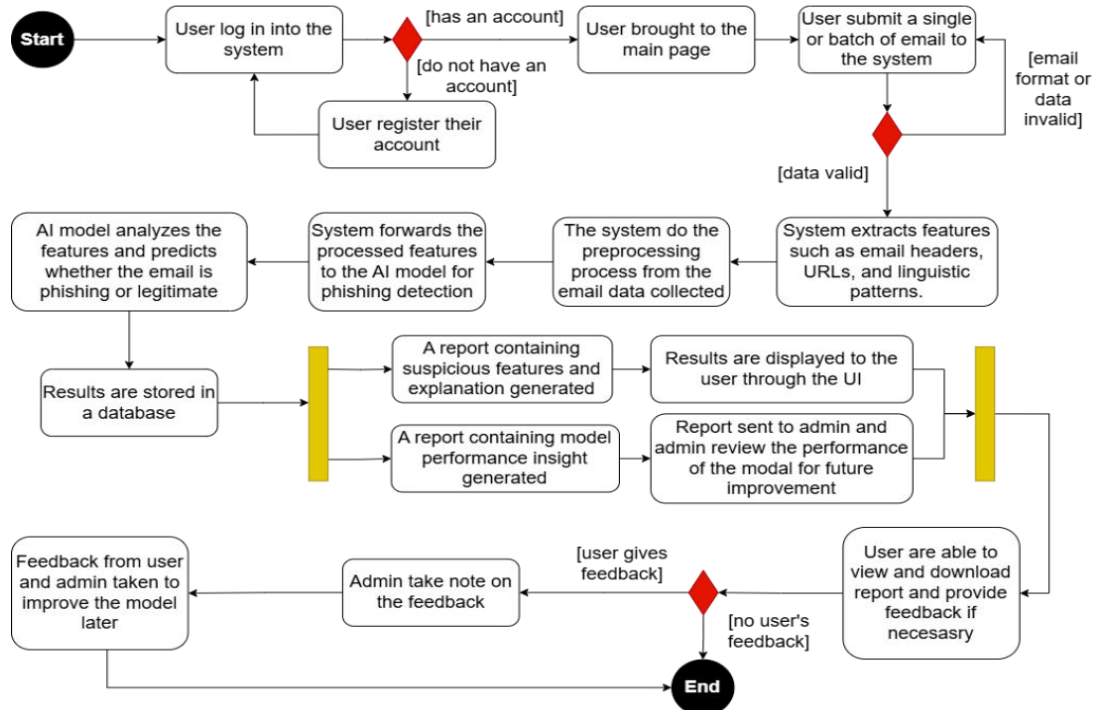 Start
User log in into the
system
[has an account]
[do not have an
account]
User register their
account
User brought to the
main page
User submit a single
or batch of email to
the system
[email
format or
data
invalid]
[data valid]
AI model analyzes the
features and predicts
whether the email is
phishing or legitimate
System forwards the
processed features
to the AI model for
phishing detection
The system do the
preprocessing
process from the
email data collected
System extracts features
such as email headers,
URLs, and linguistic
patterns.
Results are stored in
a database
A report containing
suspicious features and
explanation generated
Results are displayed to the
user through the UI
A report containing model
performance insight
generated
Report sent to admin and
admin review the performance
of the modal for future
improvement
Feedback from user
and admin taken to
improve the model
later
Admin take note on
the feedback
[user gives
feedback]
[no user's
feedback]
User are able to
view and download
report and provide
feedback if
necesasry
End